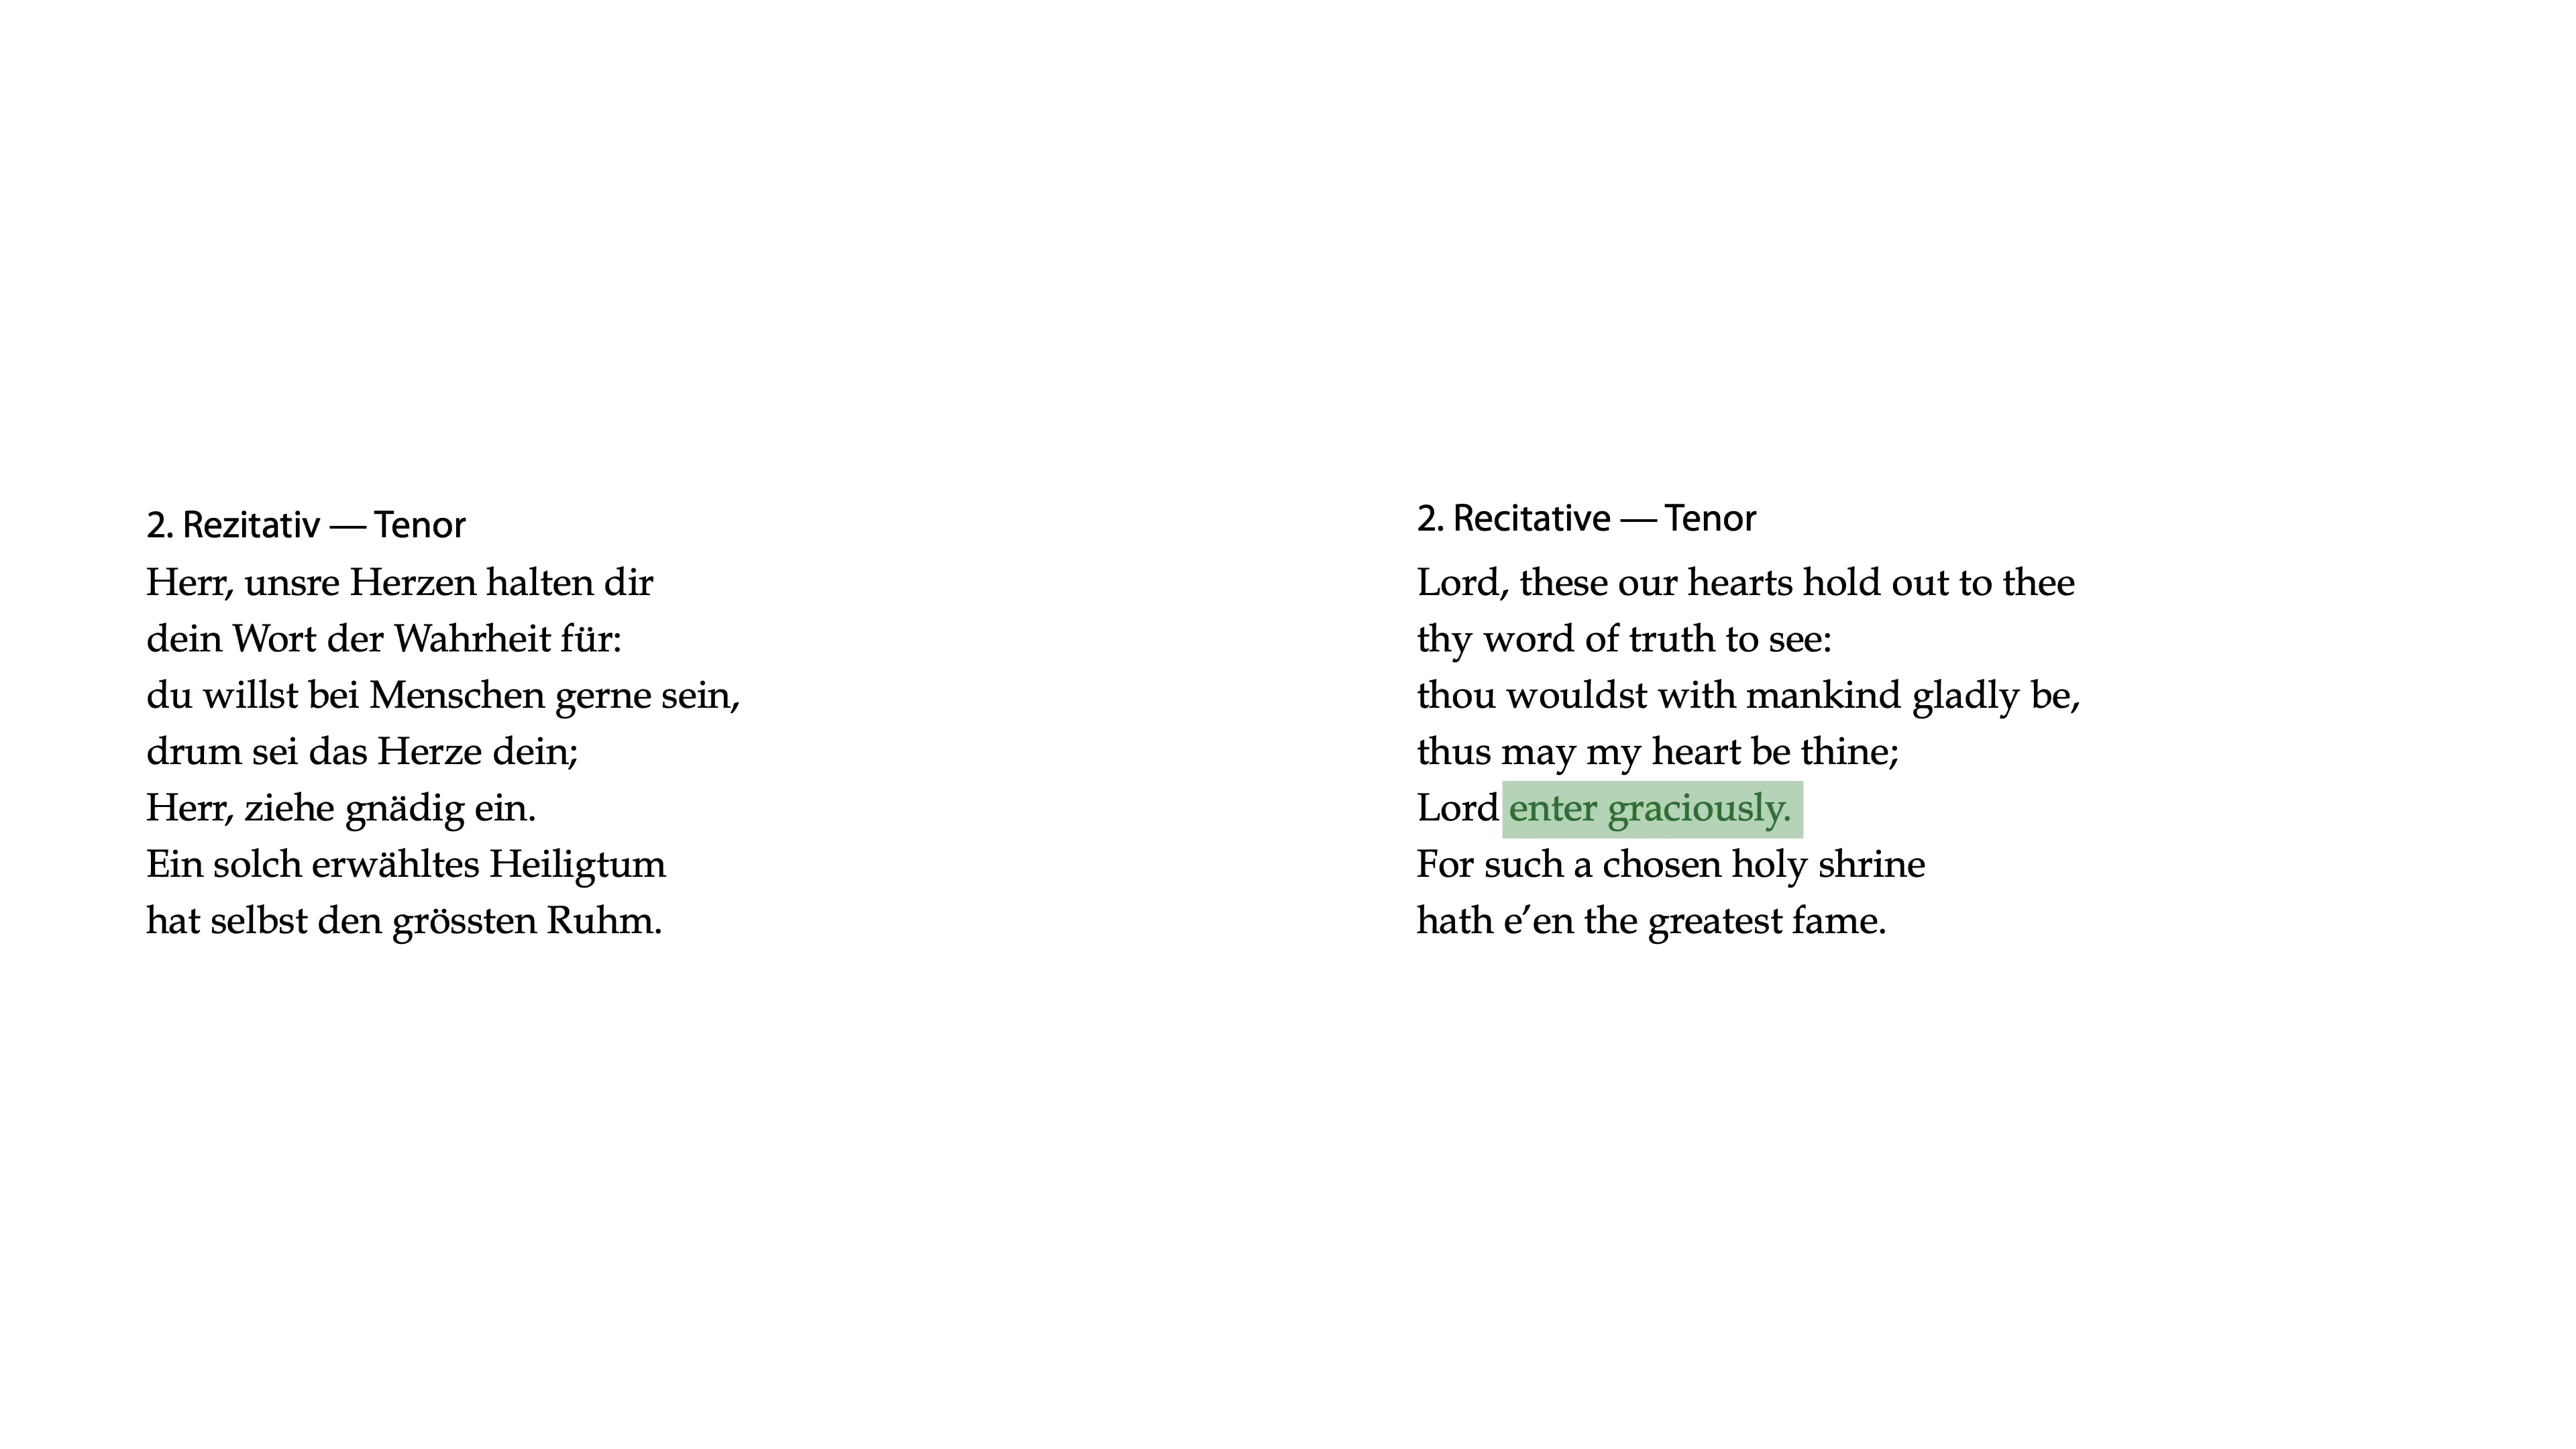 2. Rezitativ — Tenor
Herr, unsre Herzen halten dir
dein Wort der Wahrheit für:
du willst bei Menschen gerne sein,
drum sei das Herze dein;
Herr, ziehe gnädig ein.
Ein solch erwähltes Heiligtum
hat selbst den grössten Ruhm.
2. Recitative — Tenor
Lord, these our hearts hold out to thee
thy word of truth to see:
thou wouldst with mankind gladly be,
thus may my heart be thine;
Lord enter graciously.
For such a chosen holy shrine
hath e’en the greatest fame.